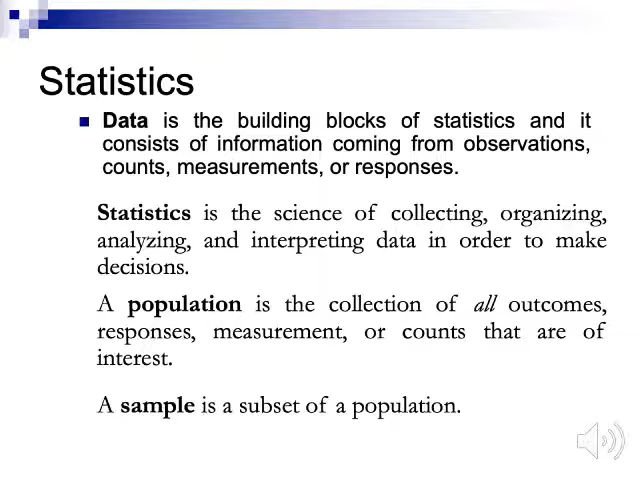 Statistics
Data is the building blocks of statistics and it
consists of information coming from observations,
counts, measurements, or responses.
Statistics is the science of collecting, organizing,
analyzing, and interpreting data in order to make
decisions.
A population is the collection of all outcomes,
responses, measurement, or counts that are of
interest.
A sample is a subset of a population.